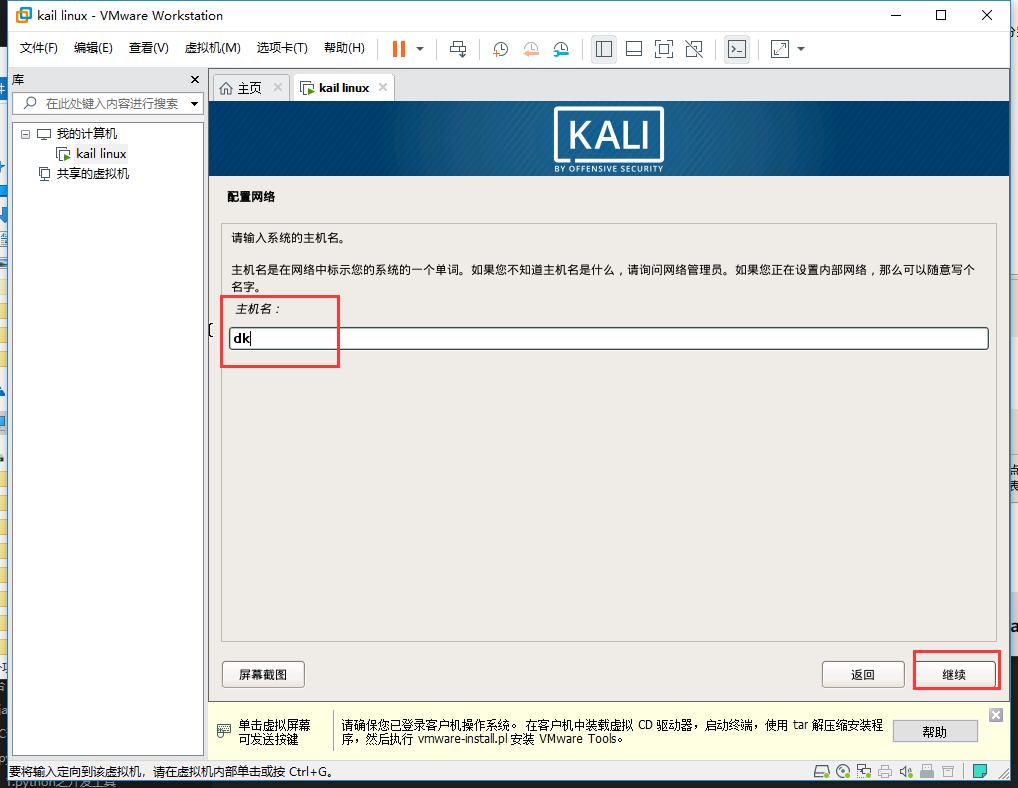 kail linux - VMware Workstation
文件(F) 编辑(E) 查看(V) 虚拟机(M) 选项卡(T) 帮助(H)
库
在此处键入内容进行搜索
我的计算机
kail linux
共享的虚拟机
主页
kail linux
KALI
BY OFFENSIVE SECURITY
配置网络
请输入系统的主机名。
主机名是在网络中标示您的系统的一个单词。如果您不知道主机名是什么，请询问网络管理员。如果您正在设置内部网络，那么可以随意写个
名字。
主机名：
dk
屏幕截图 返回 继续
单击虚拟屏幕
可发送按键
请确保您已登录客户机操作系统。在客户机中装载虚拟 CD 驱动器，启动终端，使用 tar 解压缩安装程
序，然后执行 vmware-install.pl 安装 VMware Tools。
帮助
要将输入定向到该虚拟机，请在虚拟机内部单击或按 Ctrl+G。